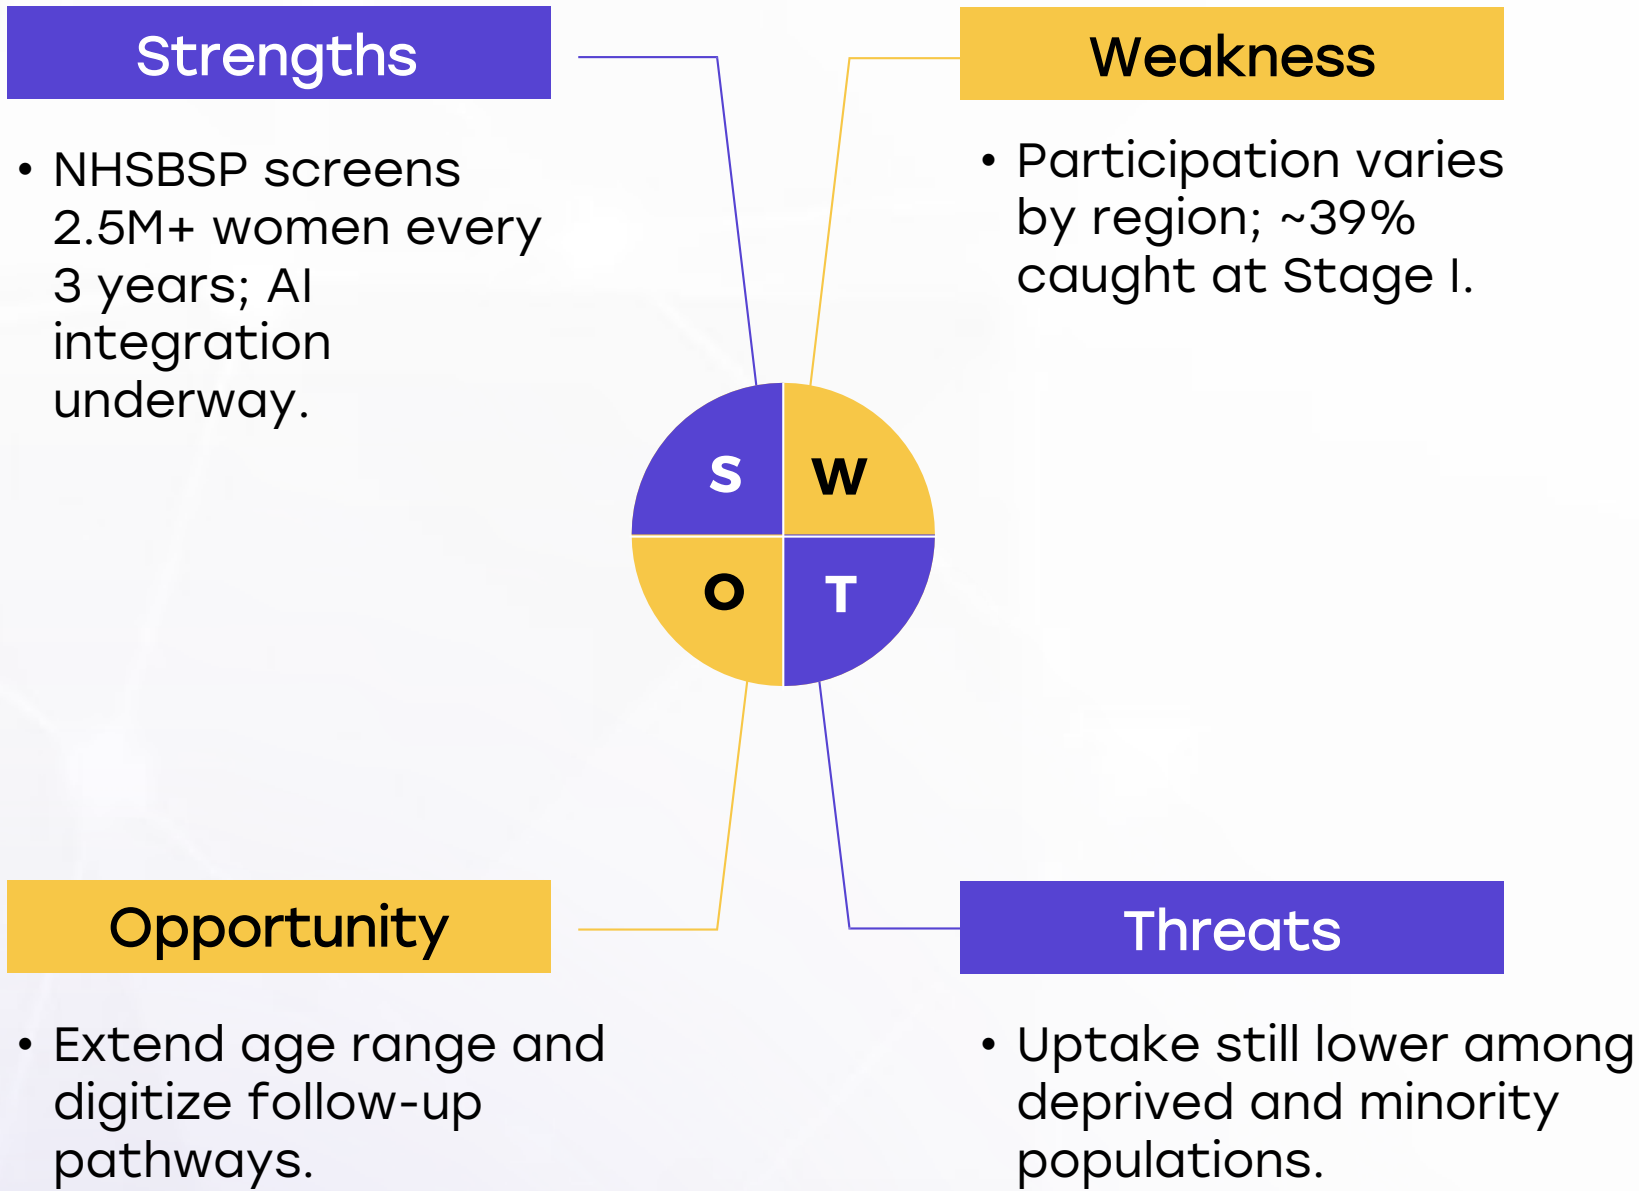 Strengths
• NHSBSP screens
2.5M+ women every
3 years; AI
integration
underway.
Weakness
• Participation varies
by region; ~39%
caught at Stage I.
S
W
O
T
Opportunity
• Extend age range and
digitize follow-up
pathways.
Threats
• Uptake still lower among
deprived and minority
populations.